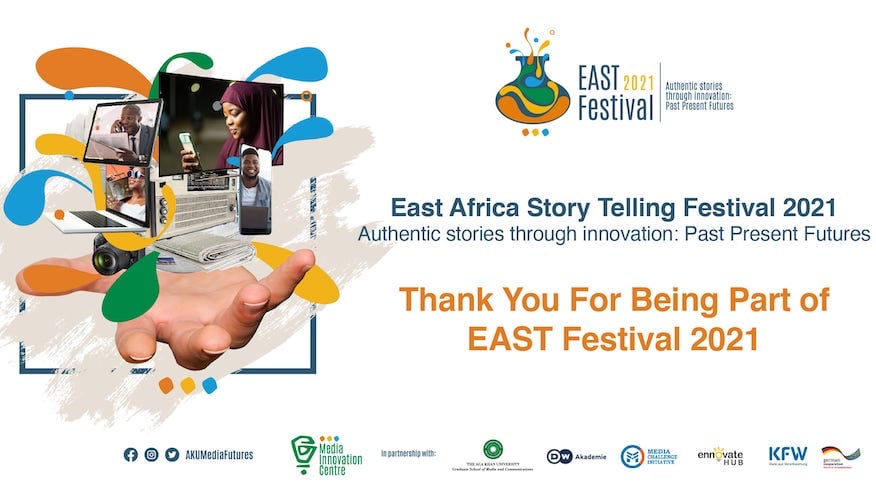 EAST 2021
Festival
Authentic stories
through innovation:
Past Present Futures
East Africa Story Telling Festival 2021
Authentic stories through innovation: Past Present Futures
Thank You For Being Part of
EAST Festival 2021
AKUMediaFutures
Media
Innovation
Centre
In partnership with:
THE AGA KHAN UNIVERSITY
Graduate School of Media and Communications
DW Akademie
MEDIA
CHALLENGE
INITIATIVE
ennovate
HUB
KFW
german
cooperation